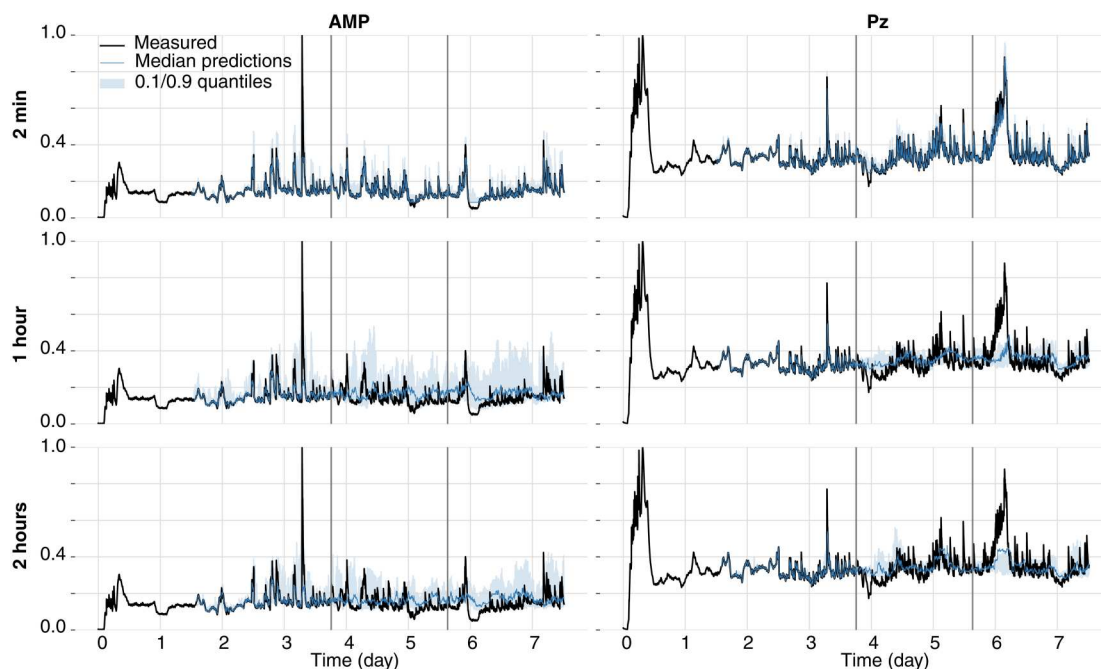 AMP Pz
1.0
Measured
Median predictions
0.1/0.9 quantiles
2 min
0.4
0.0
1.0
1 hour
0.4
0.0
1.0
2 hours
0.4
0.0
0 1 2 3 4 5 6 7 0 1 2 3 4 5 6 7
Time (day) Time (day)